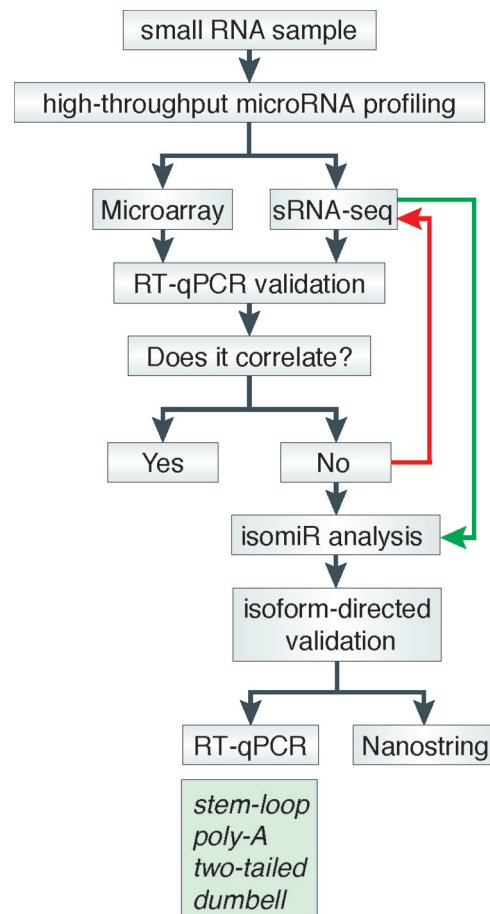 small RNA sample
high-throughput microRNA profiling
Microarray
sRNA-seq
RT-qPCR validation
Does it correlate?
Yes
No
isomiR analysis
isoform-directed
validation
RT-qPCR
Nanostring
stem-loop
poly-A
two-tailed
dumbell